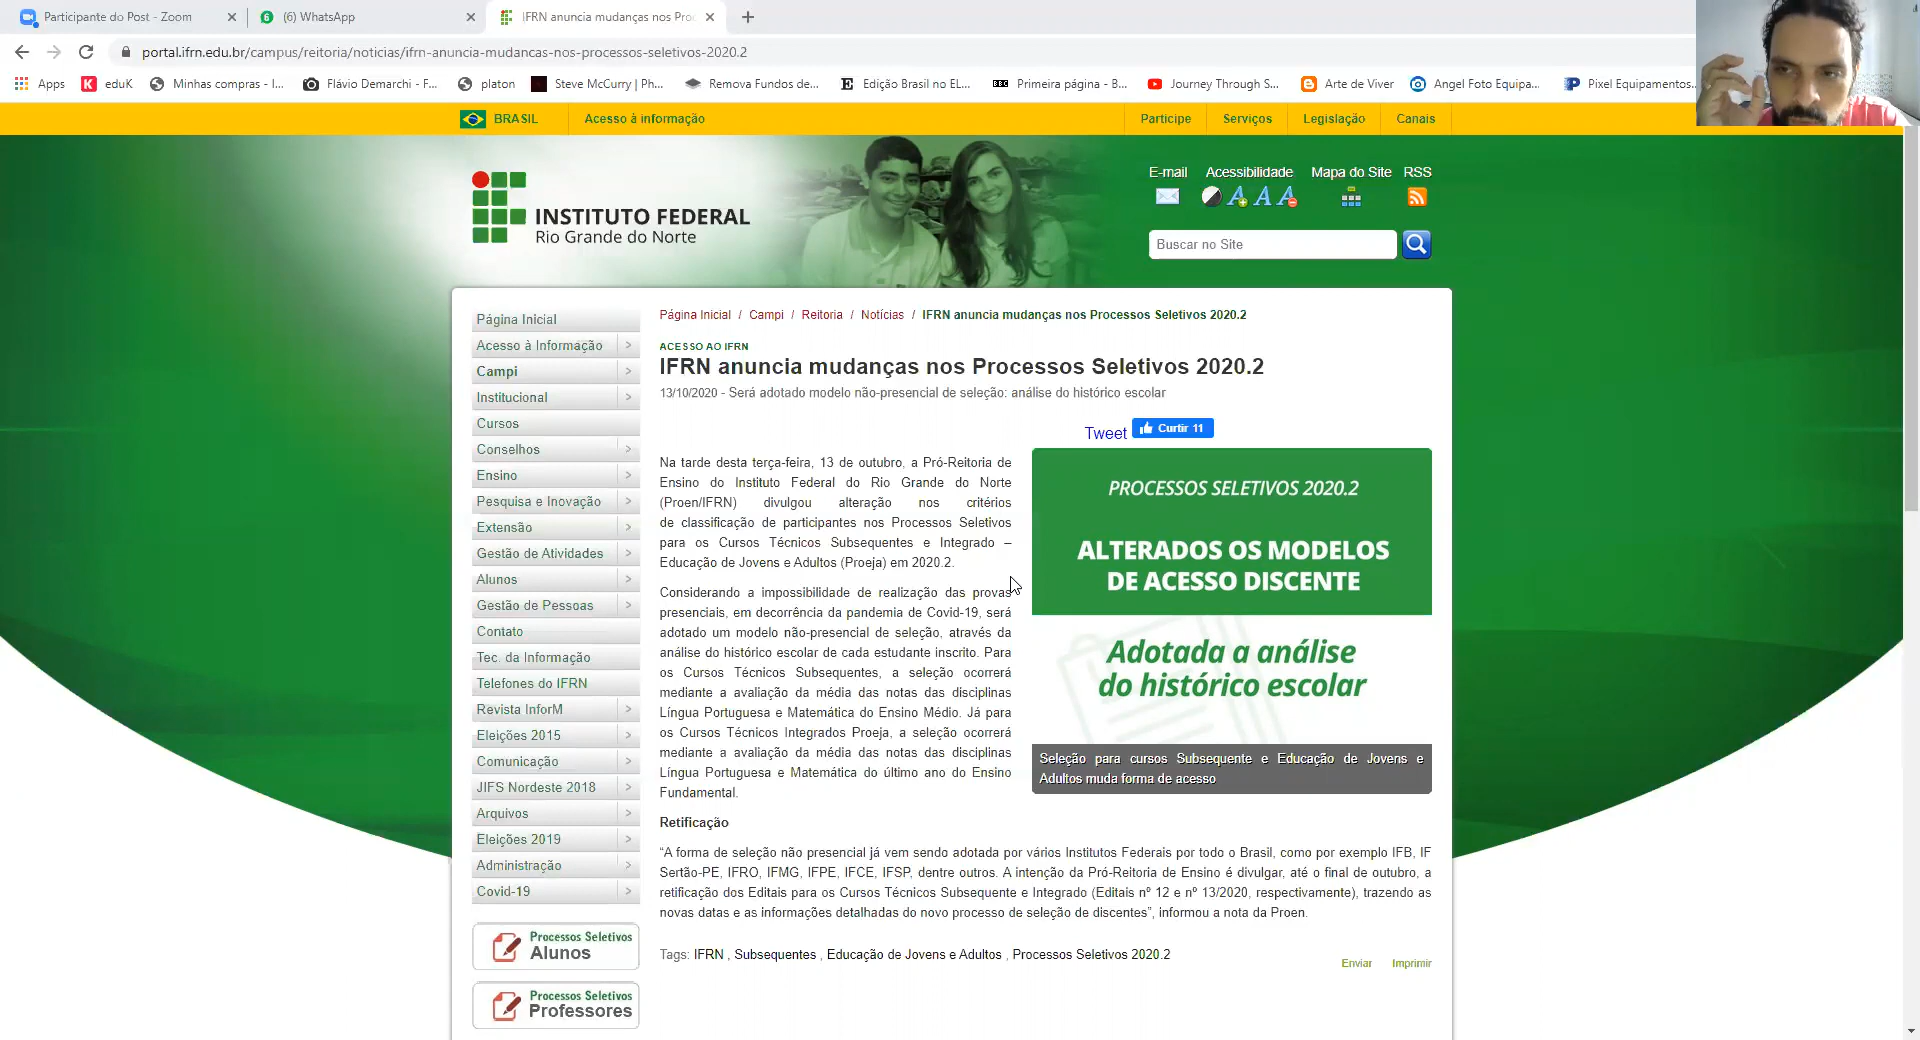 Participante do Post - Zoom
(6) WhatsApp
IFRN anuncia mudanças nos Pro
portal.ifrn.edu.br/campus/reitoria/noticias/ifrn-anuncia-mudancas-nos-processos-seletivos-2020.2
Apps eduK Minhas compras - I... Flávio Demarchi - F... platon Steve McCurry | Ph... Remova Fundos de... Edição Brasil no EL... Primeira página - B... Journey Through S... Arte de Viver Angel Foto Equipa... Pixel Equipamentos...
BRASIL Acesso à informação Participe Serviços Legislação Canais
E-mail Acessibilidade Mapa do Site RSS
INSTITUTO FEDERAL
Rio Grande do Norte
Buscar no Site
Página Inicial
Acesso à Informação
Campi
Institucional
Cursos
Conselhos
Ensino
Pesquisa e Inovação
Extensão
Gestão de Atividades
Alunos
Gestão de Pessoas
Contato
Tec. da Informação
Telefones do IFRN
Revista InforM
Eleições 2015
Comunicação
JIFS Nordeste 2018
Arquivos
Eleições 2019
Administração
Covid-19
Processos Seletivos
Alunos
Processos Seletivos
Professores
Página Inicial / Campi / Reitoria / Notícias / IFRN anuncia mudanças nos Processos Seletivos 2020.2
ACESSO AO IFRN
IFRN anuncia mudanças nos Processos Seletivos 2020.2
13/10/2020 - Será adotado modelo não-presencial de seleção: análise do histórico escolar
Tweet Curtir 11
Na tarde desta terça-feira, 13 de outubro, a Pró-Reitoria de
Ensino do Instituto Federal do Rio Grande do Norte
(Proen/IFRN) divulgou alteração nos critérios
de classificação de participantes nos Processos Seletivos
para os Cursos Técnicos Subsequentes e Integrado –
Educação de Jovens e Adultos (Proeja) em 2020.2.
Considerando a impossibilidade de realização das provas
presenciais, em decorrência da pandemia de Covid-19, será
adotado um modelo não-presencial de seleção, através da
análise do histórico escolar de cada estudante inscrito. Para
os Cursos Técnicos Subsequentes, a seleção ocorrerá
mediante a avaliação da média das notas das disciplinas
Língua Portuguesa e Matemática do Ensino Médio. Já para
os Cursos Técnicos Integrados Proeja, a seleção ocorrerá
mediante a avaliação da média das notas das disciplinas
Língua Portuguesa e Matemática do último ano do Ensino
Fundamental.
PROCESSOS SELETIVOS 2020.2
ALTERADOS OS MODELOS
DE ACESSO DISCENTE
Adotada a análise
do histórico escolar
Seleção para cursos Subsequente e Educação de Jovens e
Adultos muda forma de acesso
Retificação
“A forma de seleção não presencial já vem sendo adotada por vários Institutos Federais por todo o Brasil, como por exemplo IFB, IF
Sertão-PE, IFRO, IFMG, IFPE, IFCE, IFSP, dentre outros. A intenção da Pró-Reitoria de Ensino é divulgar, até o final de outubro, a
retificação dos Editais para os Cursos Técnicos Subsequente e Integrado (Editais nº 12 e nº 13/2020, respectivamente), trazendo as
novas datas e as informações detalhadas do novo processo de seleção de discentes”, informou a nota da Proen.
Tags: IFRN , Subsequentes , Educação de Jovens e Adultos , Processos Seletivos 2020.2
Enviar Imprimir